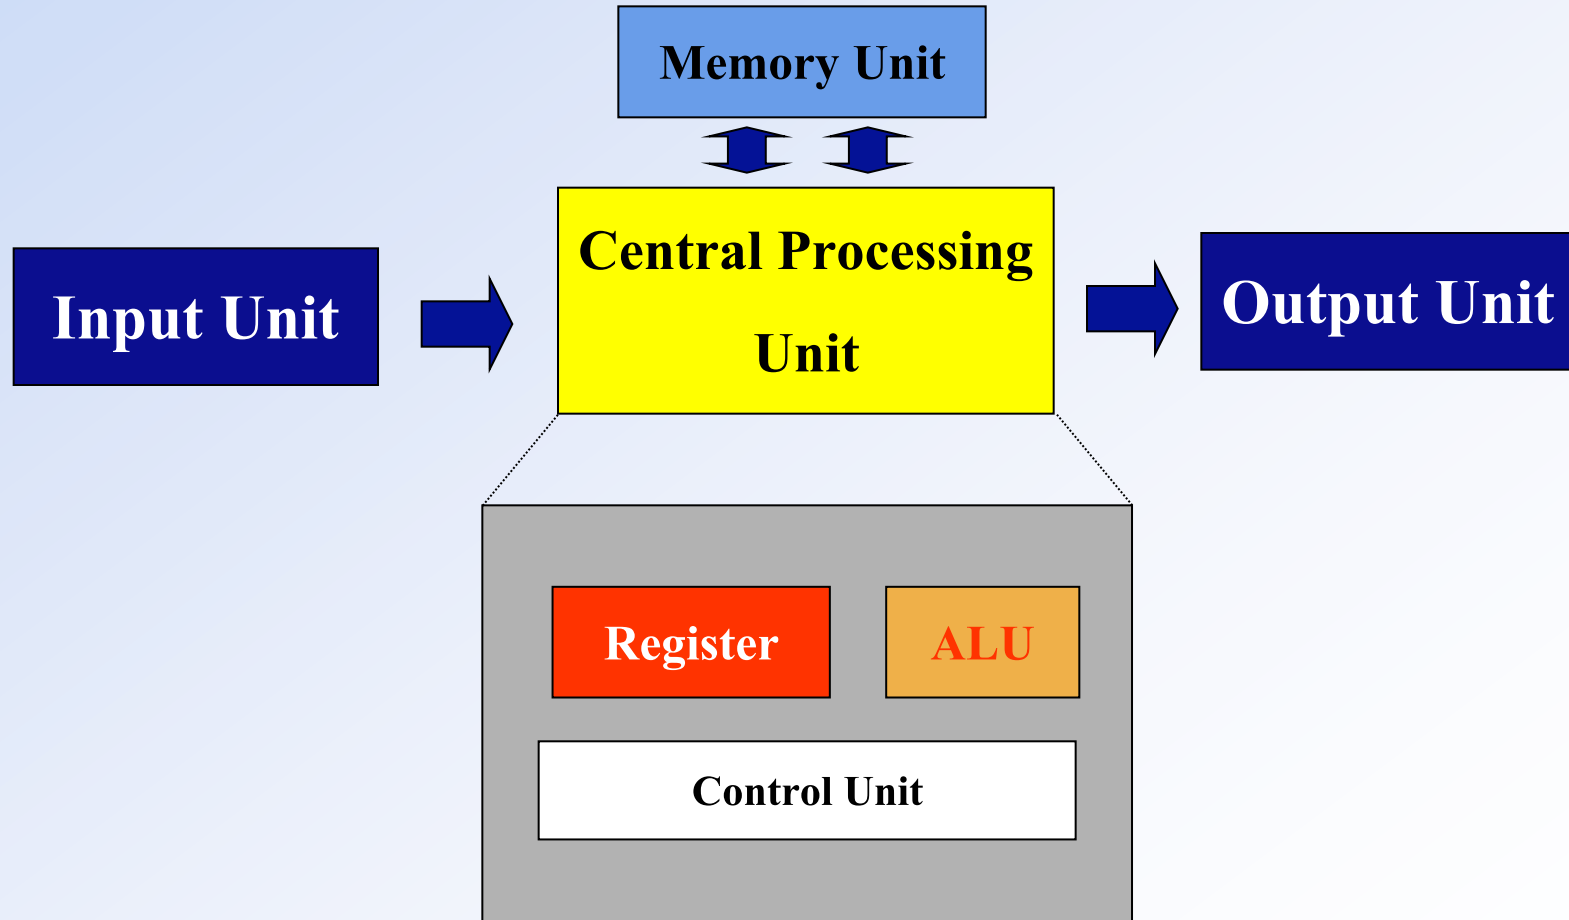 Memory Unit
Input Unit
Central Processing
Unit
Output Unit
Register
ALU
Control Unit